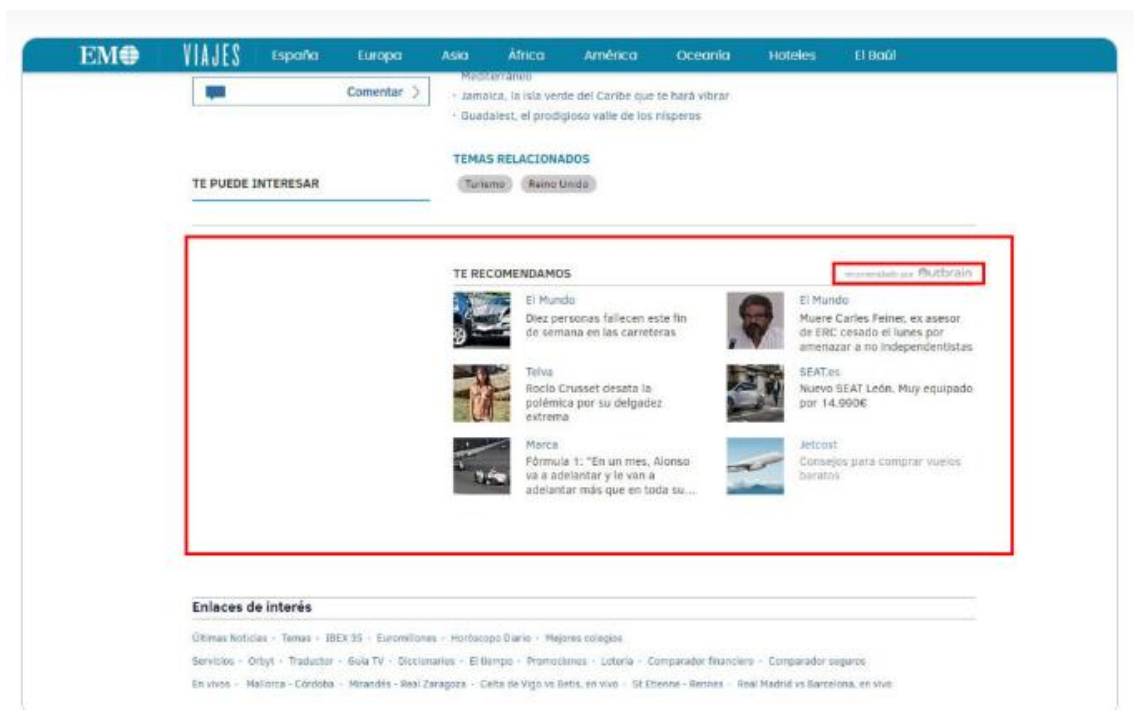 EM VIAJES España Europa Asia África América Oceanía Hoteles El Baúl
Mediterráneo
Comentar
· Jamaica, la isla verde del Caribe que te hará vibrar
· Guadalest, el prodigioso valle de los nísperos
TEMAS RELACIONADOS
Turismo Reino Unido
TE PUEDE INTERESAR
TE RECOMENDAMOS
recomendado por Outbrain
El Mundo
Diez personas fallecen este fin
de semana en las carreteras
El Mundo
Muere Carles Feiner, ex asesor
de ERC cesado el lunes por
amenazar a no independentistas
Telva
Rocío Crusset desata la
polémica por su delgadez
extrema
SEAT.es
Nuevo SEAT León. Muy equipado
por 14.990€
Marca
Fórmula 1: "En un mes, Alonso
va a adelantar y le van a
adelantar más que en toda su...
Jetcost
Consejos para comprar vuelos
baratos
Enlaces de interés
Últimas Noticias - Temas - IBEX 35 - Euromillones - Horóscopo Diario - Mejores colegios
Servicios - Orbyt - Traductor - Guía TV - Diccionarios - El tiempo - Promociones - Lotería - Comparador financiero - Comparador seguros
En vivos - Mallorca - Córdoba - Mirandés - Real Zaragoza - Celta de Vigo vs Betis, en vivo - St Etienne - Rennes - Real Madrid vs Barcelona, en vivo